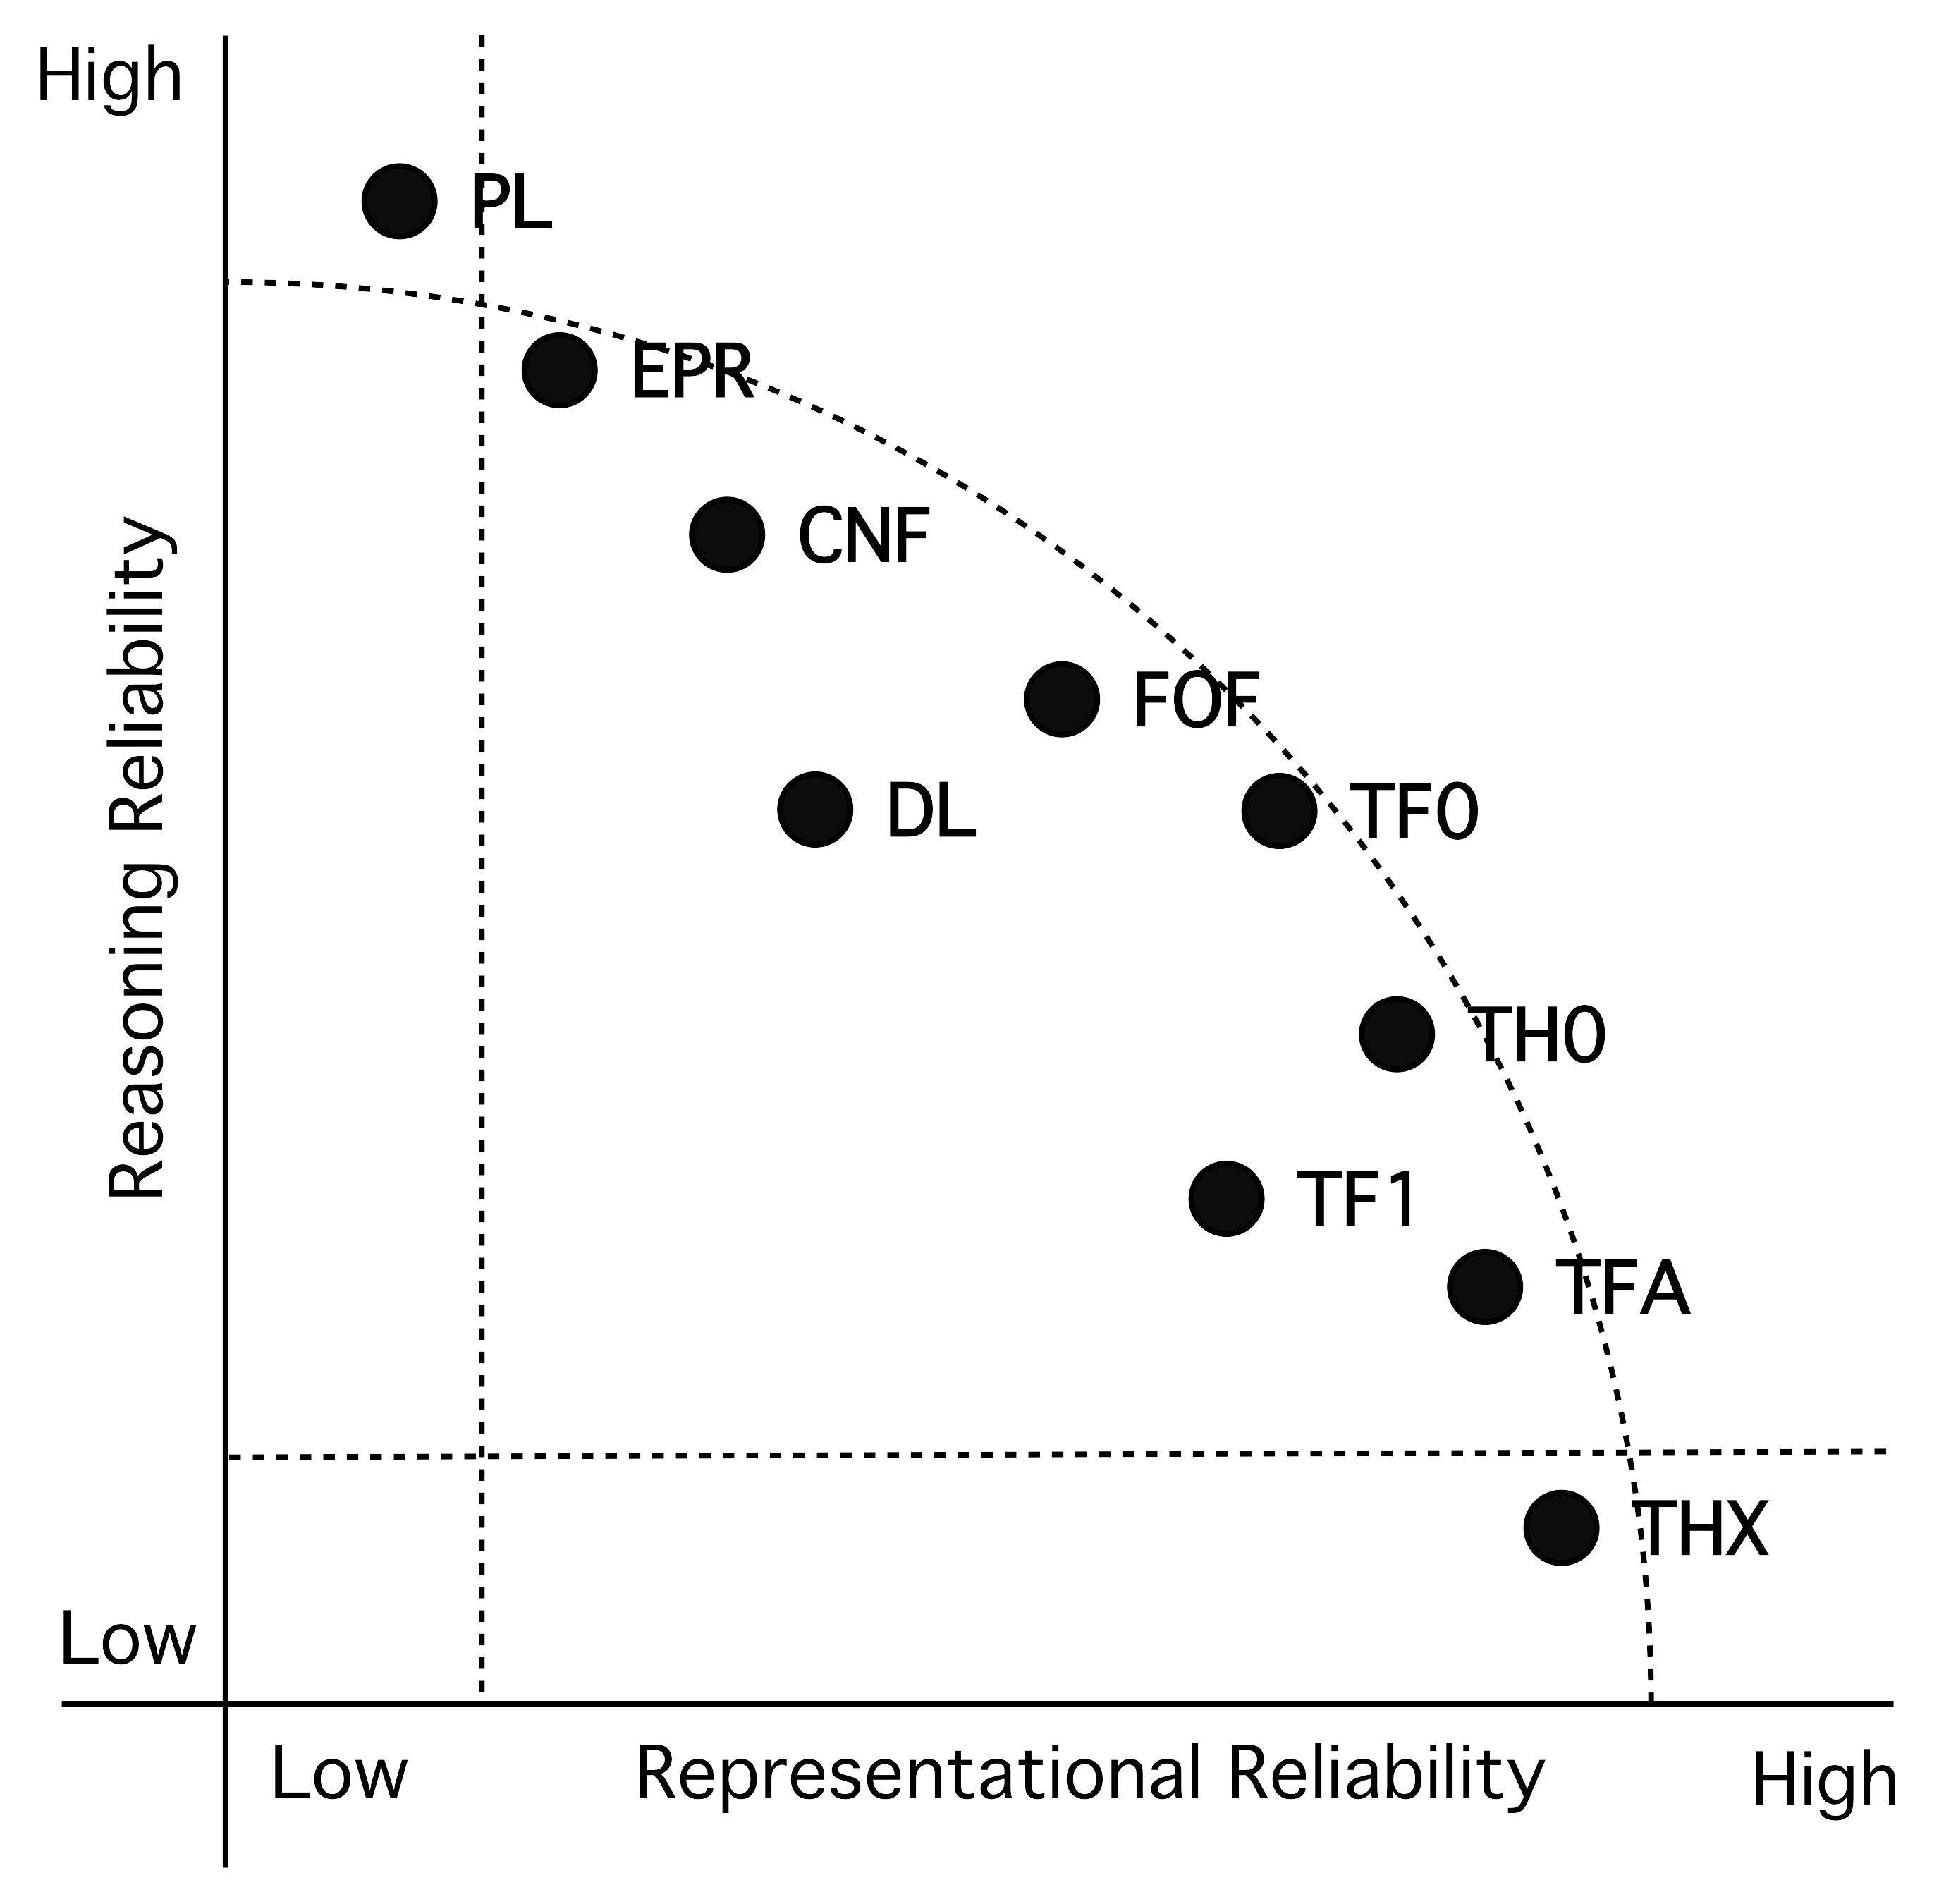 High
PL
EPR
CNF
FOF
DL
TF0
TH0
TF1
TFA
THX
Reasoning Reliability
Low
Low
Representational Reliability
High